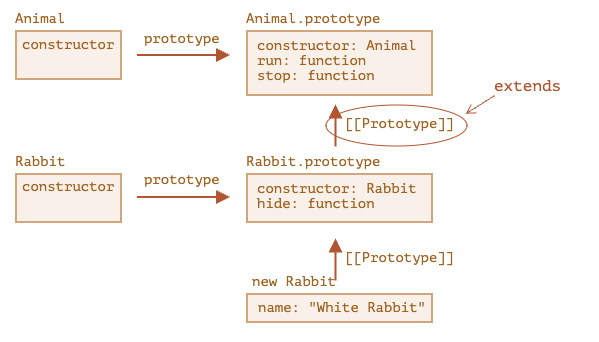 Animal
Animal.prototype
constructor
prototype
constructor: Animal
run: function
stop: function
extends
[[Prototype]]
Rabbit
Rabbit.prototype
constructor
prototype
constructor: Rabbit
hide: function
[[Prototype]]
new Rabbit
name: "White Rabbit"